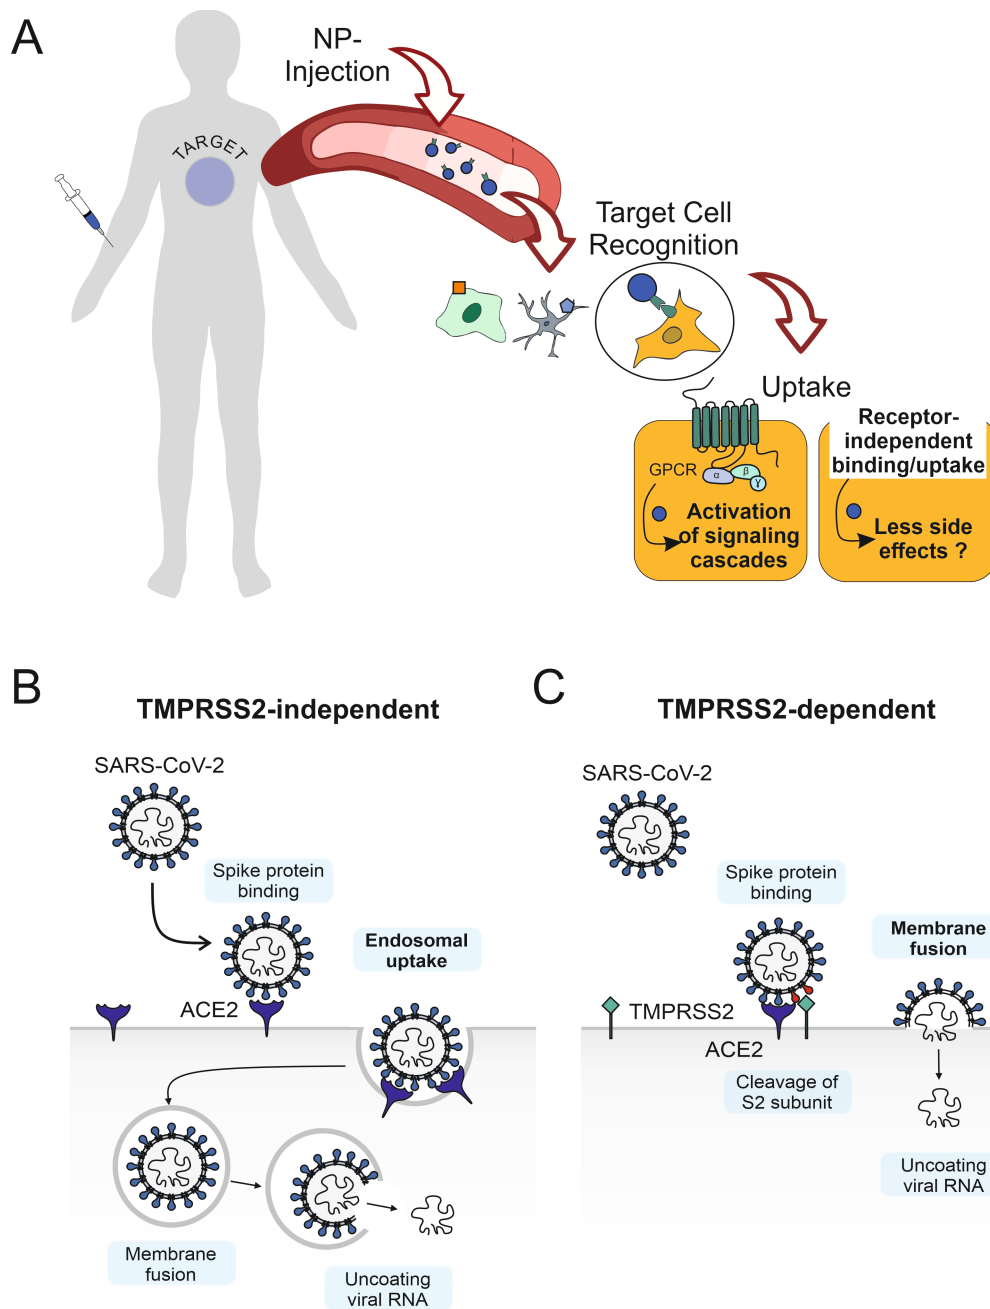 A
NP-
Injection
TARGET
Target Cell
Recognition
Uptake
GPCR
α
β
γ
Activation
of signaling
cascades
Receptor-
independent
binding/uptake
Less side
effects ?
B
TMPRSS2-independent
SARS-CoV-2
Spike protein
binding
Endosomal
uptake
ACE2
Membrane
fusion
Uncoating
viral RNA
C
TMPRSS2-dependent
SARS-CoV-2
Spike protein
binding
Membrane
fusion
TMPRSS2
ACE2
Cleavage of
S2 subunit
Uncoating
viral RNA